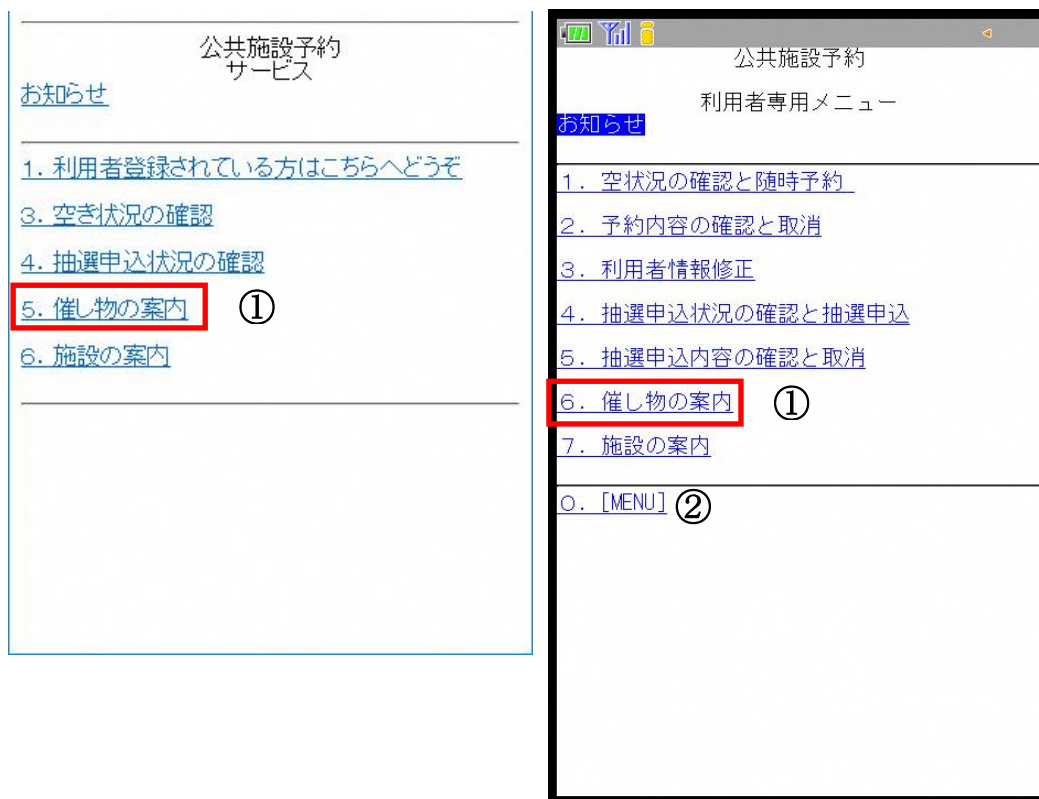 公共施設予約
サービス
お知らせ
1. 利用者登録されている方はこちらへどうぞ
3. 空き状況の確認
4. 抽選申込状況の確認
5. 催し物の案内 ①
6. 施設の案内
公共施設予約
利用者専用メニュー
お知らせ
１. 空状況の確認と随時予約
２. 予約内容の確認と取消
３. 利用者情報修正
４. 抽選申込状況の確認と抽選申込
５. 抽選申込内容の確認と取消
６. 催し物の案内 ①
７. 施設の案内
０. [MENU] ②